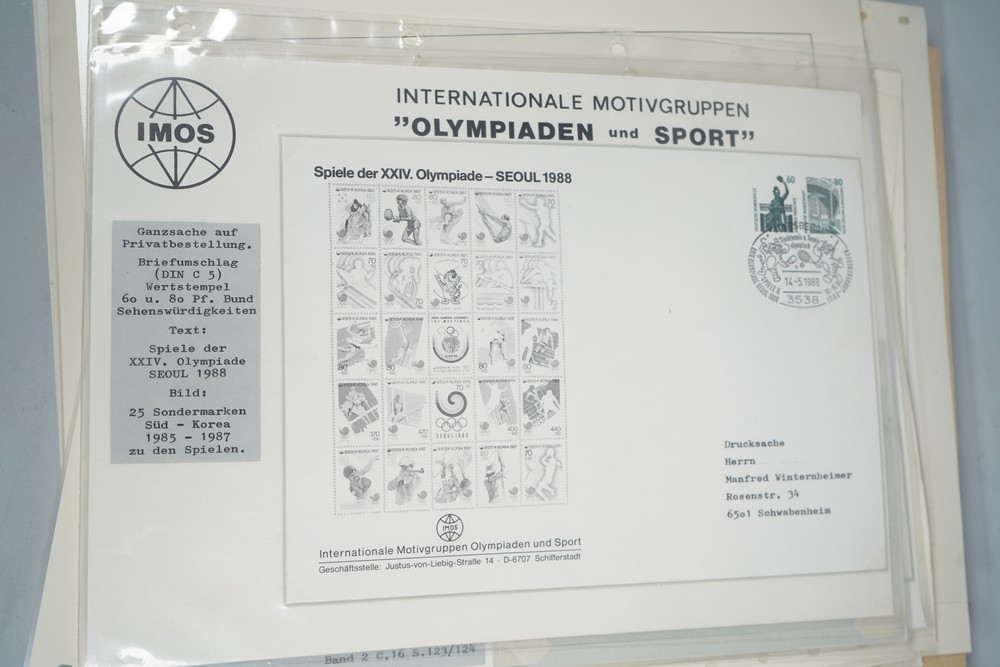 IMOS
INTERNATIONALE MOTIVGRUPPEN
”OLYMPIADEN und SPORT”
Ganzsache auf
Privatbestellung.
Briefumschlag
(DIN C 5)
Wertstempel
60 u. 80 Pf. Bund
Sehenswürdigkeiten
Text:
Spiele der
XXIV. Olympiade
SEOUL 1988
Bild:
25 Sondermarken
Süd - Korea
1985 - 1987
zu den Spielen.
Spiele der XXIV. Olympiade – SEOUL 1988
60
80
14.-5.1988
3538
Drucksache
Herrn
Manfred Winternheimer
Rosenstr. 34
6501 Schwabenheim
IMOS
Internationale Motivgruppen Olympiaden und Sport
Geschäftsstelle: Justus-von-Liebig-Straße 14 · D-6707 Schifferstadt
Band 2 C.16 S.123/124